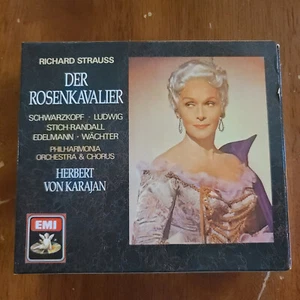 RICHARD STRAUSS
DER
ROSENKAVALIER
SCHWARZKOPF · LUDWIG
STICH-RANDALL
EDELMANN · WÄCHTER
PHILHARMONIA
ORCHESTRA & CHORUS
HERBERT
VON KARAJAN
EMI